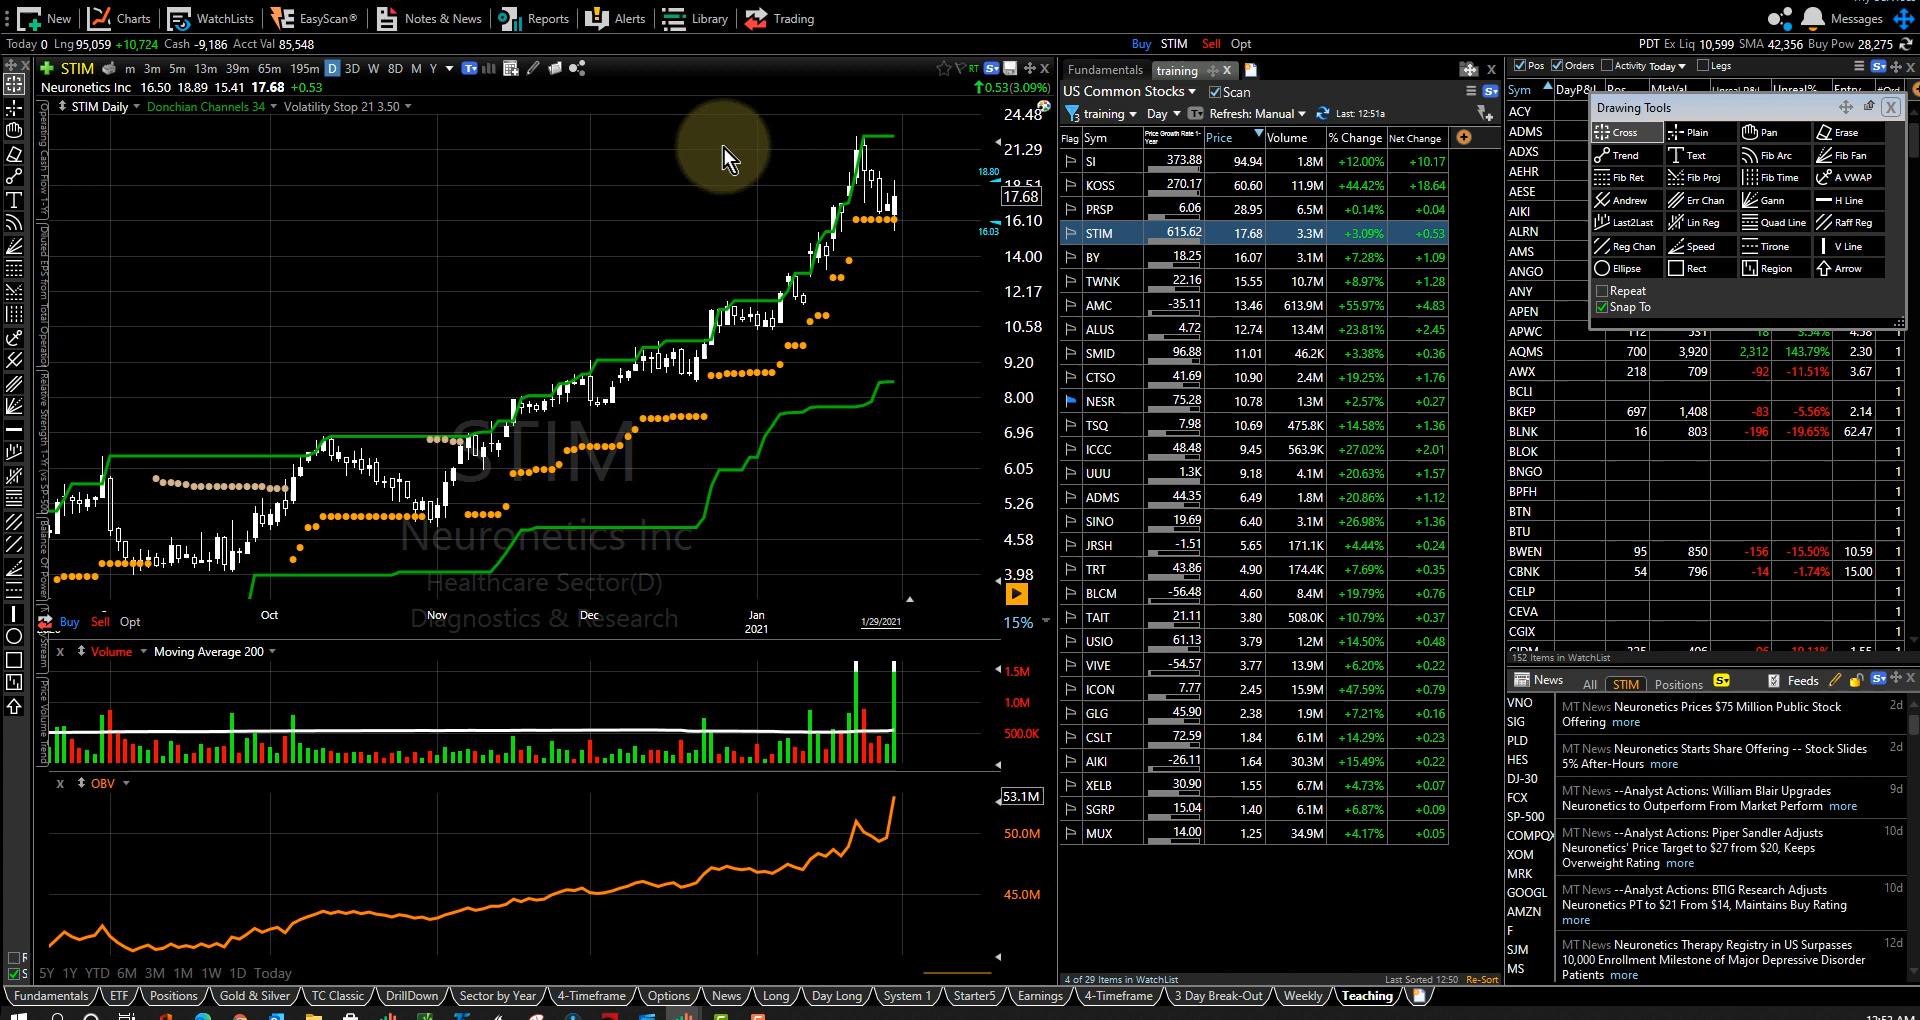 New Charts WatchLists EasyScan® Notes & News Reports Alerts Library Trading Messages
Today 0 Lng 95,059 +10,724 Cash -9,186 Acct Val 85,548 Buy STIM Sell Opt PDT Ex Liq 10,599 SMA 42,356 Buy Pow 28,275
STIM m 3m 5m 13m 39m 65m 195m D 3D W 8D M Y RT
Neuronetics Inc 16.50 18.89 15.41 17.68 +0.53 0.53(3.09%)
STIM Daily Donchian Channels 34 Volatility Stop 21 3.50
24.48
21.29
18.80
18.51
17.68
16.10
16.03
14.00
12.17
10.58
9.20
8.00
6.96
6.05
5.26
4.58
3.98
STIM
Neuronetics Inc
Healthcare Sector(D)
Diagnostics & Research
Oct Nov Dec Jan
2021
1/29/2021
15%
Buy Sell Opt
x Volume Moving Average 200
1.5M
1.0M
500.0K
x OBV
53.1M
50.0M
45.0M
5Y 1Y YTD 6M 3M 1M 1W 1D Today
Fundamentals training X
US Common Stocks Scan
training Day Refresh: Manual Last: 12:51a
Flag Sym Price Growth Rate 1-Year Price Volume % Change Net Change
SI 373.88 94.94 1.8M +12.00% +10.17
KOSS 270.17 60.60 11.9M +44.42% +18.64
PRSP 6.06 28.95 6.5M +0.14% +0.04
STIM 615.62 17.68 3.3M +3.09% +0.53
BY 18.25 16.07 3.1M +7.28% +1.09
TWNK 22.16 15.55 10.7M +8.97% +1.28
AMC -35.11 13.46 613.9M +55.97% +4.83
ALUS 4.72 12.74 13.4M +23.81% +2.45
SMID 96.88 11.01 46.2K +3.38% +0.36
CTSO 41.69 10.90 2.4M +19.25% +1.76
NESR 75.28 10.78 1.3M +2.57% +0.27
TSQ 7.98 10.69 475.8K +14.58% +1.36
ICCC 48.48 9.45 563.9K +27.02% +2.01
UUU 1.3K 9.18 4.1M +20.63% +1.57
ADMS 44.35 6.49 1.8M +20.86% +1.12
SINO 19.69 6.40 3.1M +26.98% +1.36
JRSH -1.51 5.65 171.1K +4.44% +0.24
TRT 43.86 4.90 174.4K +7.69% +0.35
BLCM -56.48 4.60 8.4M +19.79% +0.76
TAIT 21.11 3.80 508.0K +10.79% +0.37
USIO 61.13 3.79 1.2M +14.50% +0.48
VIVE -54.57 3.77 13.9M +6.20% +0.22
ICON 7.77 2.45 15.9M +47.59% +0.79
GLG 45.90 2.38 1.9M +7.21% +0.16
CSLT 72.59 1.84 6.1M +14.29% +0.23
AIKI -26.11 1.64 30.3M +15.49% +0.22
XELB 30.90 1.55 6.7M +4.73% +0.07
SGRP 15.04 1.40 6.1M +6.87% +0.09
MUX 14.00 1.25 34.9M +4.17% +0.05
4 of 29 Items in WatchList Last Sorted 12:50 Re-Sort
Pos Orders Activity Today Legs
Sym DayP&L
ACY
ADMS
ADXS
AEHR
AESE
AIKI
ALRN
AMS
ANGO
ANY
APEN
APWC
AQMS 700 3,920 2,312 143.79% 2.30 1
AWX 218 709 -92 -11.51% 3.67 1
BCLI 1
BKEP 697 1,408 -83 -5.56% 2.14 1
BLNK 16 803 -196 -19.65% 62.47 1
BLOK 1
BNGO 1
BPFH 1
BTN 1
BTU 1
BWEN 95 850 -156 -15.50% 10.59 1
CBNK 54 796 -14 -1.74% 15.00 1
CELP 1
CEVA 1
CGIX 1
152 Items in WatchList
Drawing Tools X
Cross Plain Pan Erase
Trend Text Fib Arc Fib Fan
Fib Ret Fib Proj Fib Time A VWAP
Andrew Err Chan Gann H Line
Last2Last Lin Reg Quad Line Raff Reg
Reg Chan Speed Tirone V Line
Ellipse Rect Region Arrow
Repeat
Snap To
News All STIM Positions Feeds
VNO
SIG
PLD
HES
DJ-30
FCX
SP-500
COMPQX
XOM
MRK
GOOGL
AMZN
F
SJM
MS
MT News Neuronetics Prices $75 Million Public Stock 2d
Offering more
MT News Neuronetics Starts Share Offering -- Stock Slides 2d
5% After-Hours more
MT News --Analyst Actions: William Blair Upgrades 9d
Neuronetics to Outperform From Market Perform more
MT News --Analyst Actions: Piper Sandler Adjusts 10d
Neuronetics' Price Target to $27 from $20, Keeps
Overweight Rating more
MT News --Analyst Actions: BTIG Research Adjusts 10d
Neuronetics PT to $21 From $14, Maintains Buy Rating
more
MT News Neuronetics Therapy Registry in US Surpasses 12d
10,000 Enrollment Milestone of Major Depressive Disorder
Patients more
Fundamentals ETF Positions Gold & Silver TC Classic DrillDown Sector by Year 4-Timeframe Options News Long Day Long System 1 Starter5 Earnings 4-Timeframe 3 Day Break-Out Weekly Teaching